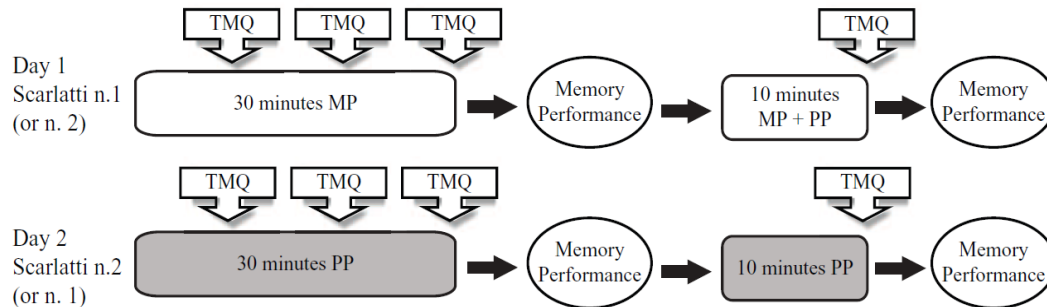 TMQ TMQ TMQ TMQ
Day 1
Scarlatti n.1
(or n. 2)
30 minutes MP
Memory
Performance
10 minutes
MP + PP
Memory
Performance
TMQ TMQ TMQ TMQ
Day 2
Scarlatti n.2
(or n. 1)
30 minutes PP
Memory
Performance
10 minutes PP
Memory
Performance